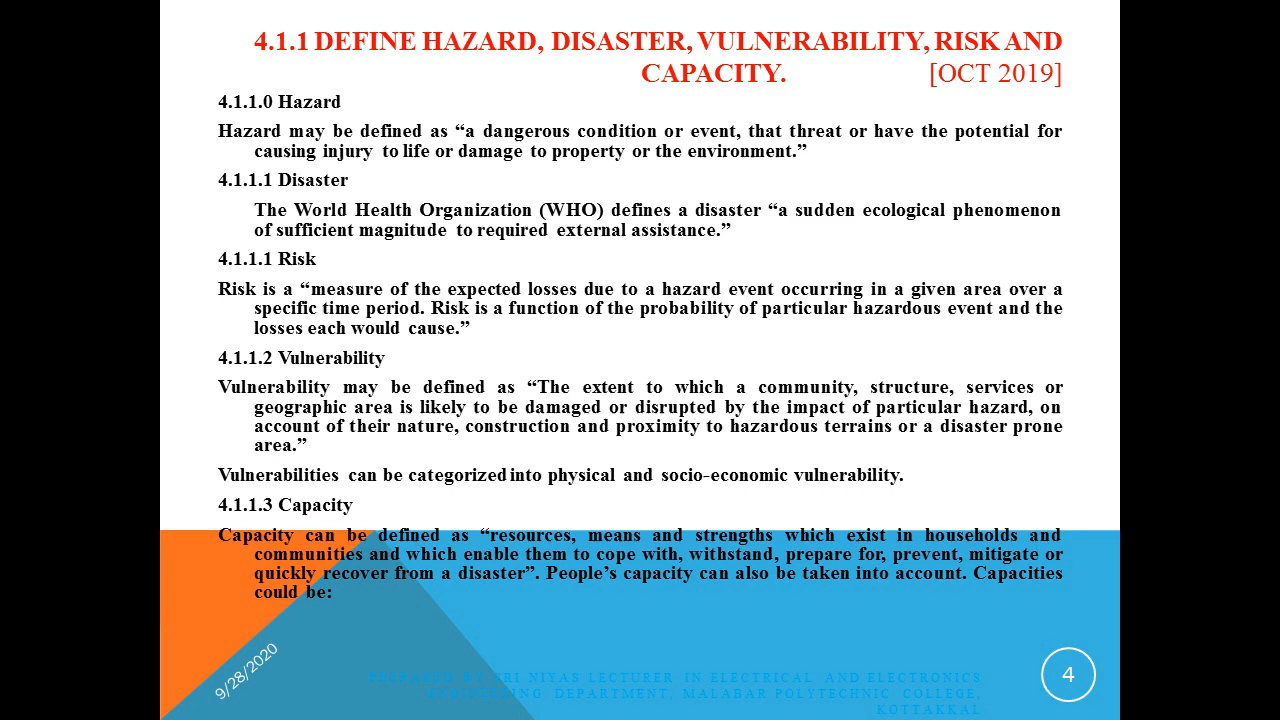 4.1.1 DEFINE HAZARD, DISASTER, VULNERABILITY, RISK AND
CAPACITY. [OCT 2019]
4.1.1.0 Hazard
Hazard may be defined as “a dangerous condition or event, that threat or have the potential for
causing injury to life or damage to property or the environment.”
4.1.1.1 Disaster
The World Health Organization (WHO) defines a disaster “a sudden ecological phenomenon
of sufficient magnitude to required external assistance.”
4.1.1.1 Risk
Risk is a “measure of the expected losses due to a hazard event occurring in a given area over a
specific time period. Risk is a function of the probability of particular hazardous event and the
losses each would cause.”
4.1.1.2 Vulnerability
Vulnerability may be defined as “The extent to which a community, structure, services or
geographic area is likely to be damaged or disrupted by the impact of particular hazard, on
account of their nature, construction and proximity to hazardous terrains or a disaster prone
area.”
Vulnerabilities can be categorized into physical and socio-economic vulnerability.
4.1.1.3 Capacity
Capacity can be defined as “resources, means and strengths which exist in households and
communities and which enable them to cope with, withstand, prepare for, prevent, mitigate or
quickly recover from a disaster”. People’s capacity can also be taken into account. Capacities
could be:
9/28/2020
PREPARED BY SRI NIYAS LECTURER IN ELECTRICAL AND ELECTRONICS
ENGINEERING DEPARTMENT, MALABAR POLYTECHNIC COLLEGE,
KOTTAKKAL
4